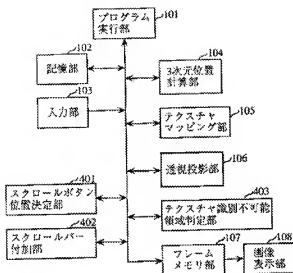 101
プログラム
実行部
102
記憶部
104
3次元位置
計算部
103
入力部
105
テクスチャ
マッピング部
106
透視投影部
401
スクロールボタン
位置決定部
403
テクスチャ識別不可能
領域判定部
402
スクロールバー
付加部
107
フレーム
メモリ部
108
画像
表示部